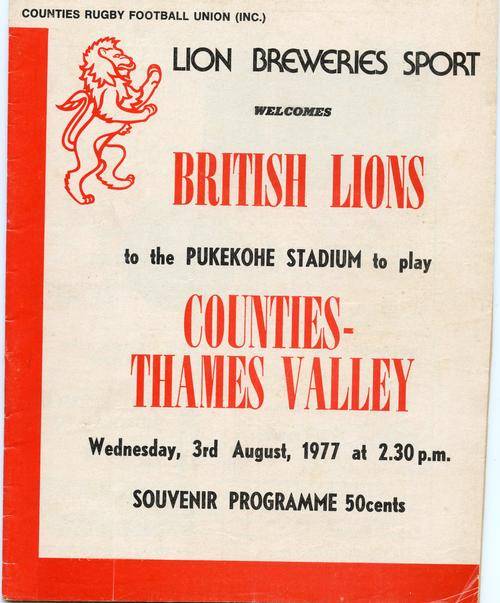 COUNTIES RUGBY FOOTBALL UNION (INC.)
LION BREWERIES SPORT
WELCOMES
BRITISH LIONS
to the PUKEKOHE STADIUM to play
COUNTIES-
THAMES VALLEY
Wednesday, 3rd August, 1977 at 2.30 p.m.
SOUVENIR PROGRAMME 50cents